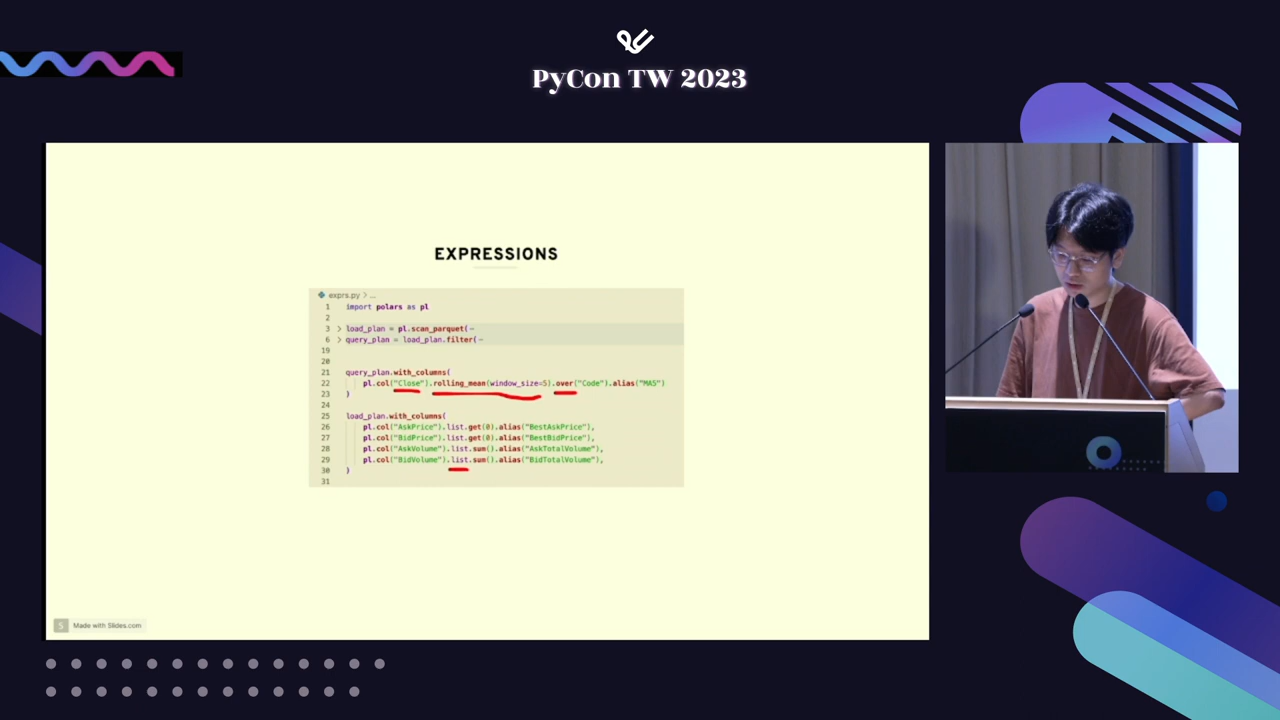 PyCon TW 2023
EXPRESSIONS
exprs.py > ...
1 import polars as pl
2
3 > load_plan = pl.scan_parquet(–
6 > query_plan = load_plan.filter(–
19
20
21 query_plan.with_columns(
22 pl.col("Close").rolling_mean(window_size=5).over("Code").alias("MA5")
23 )
24
25 load_plan.with_columns(
26 pl.col("AskPrice").list.get(0).alias("BestAskPrice"),
27 pl.col("BidPrice").list.get(0).alias("BestBidPrice"),
28 pl.col("AskVolume").list.sum().alias("AskTotalVolume"),
29 pl.col("BidVolume").list.sum().alias("BidTotalVolume"),
30 )
31
S Made with Slides.com